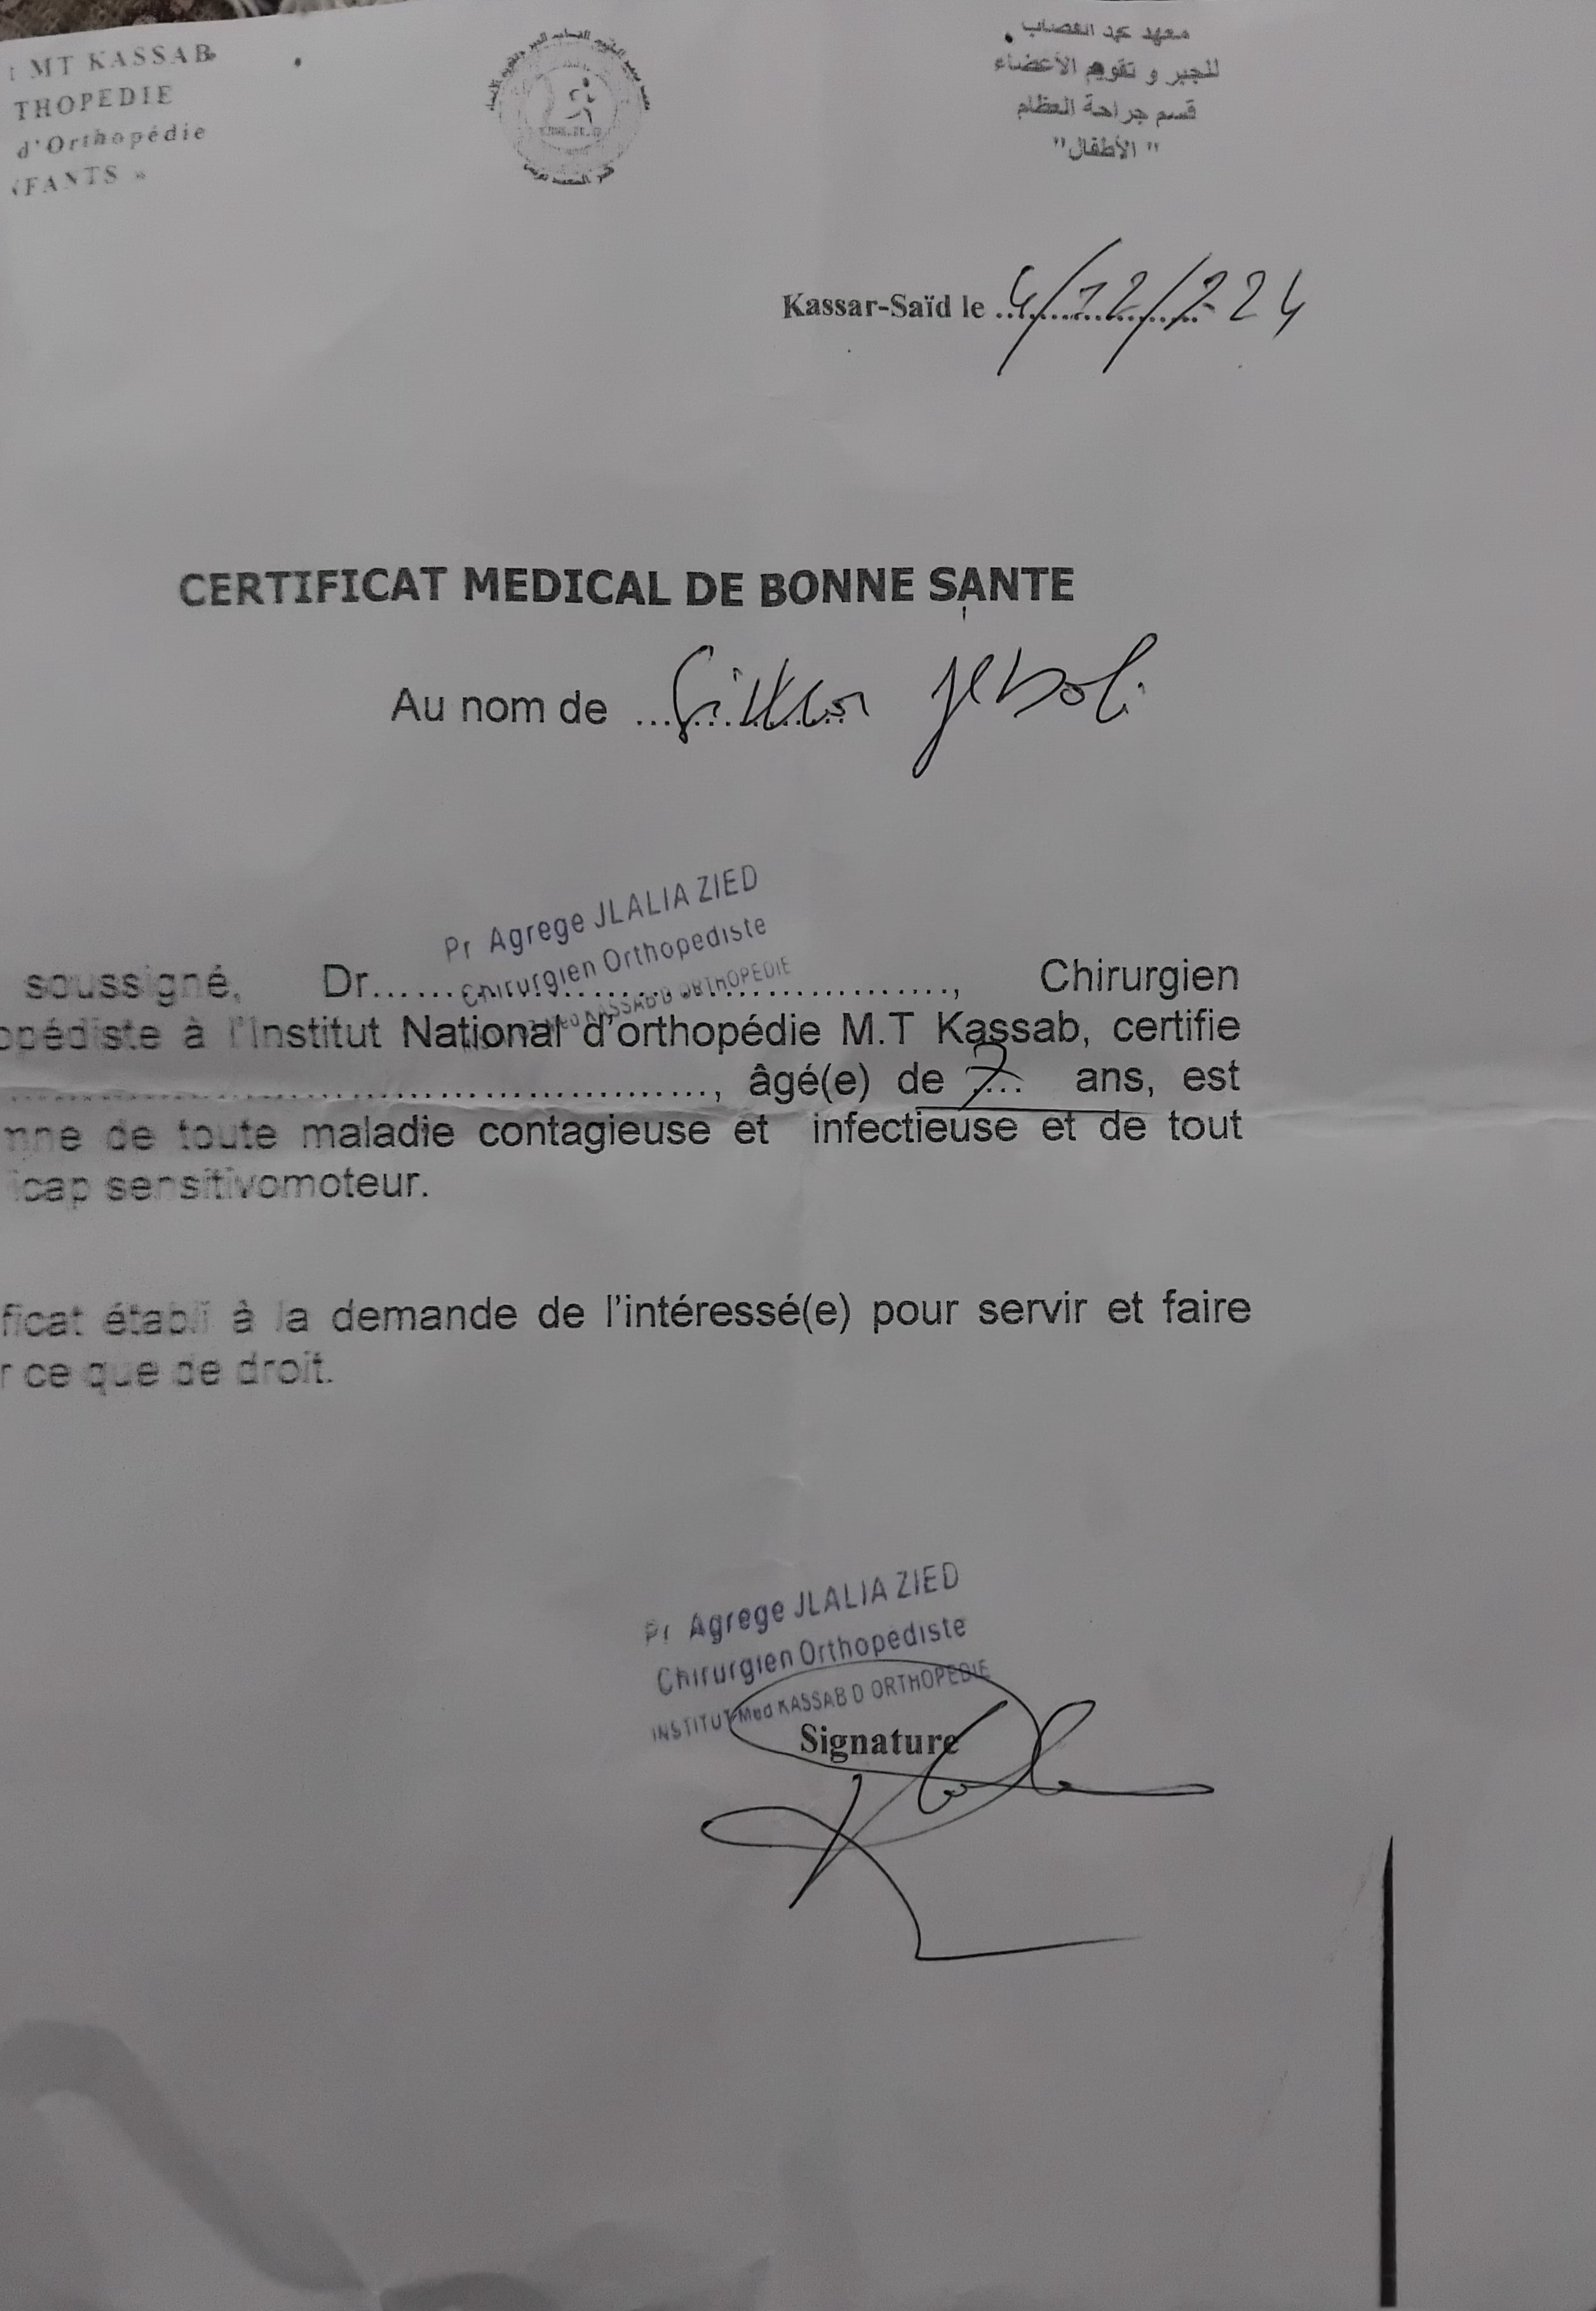 MT KASSAB
THOPEDIE
d'Orthopédie
FANTS »
للجبر و تقويم الأعضاء
قسم جراحة العظام
"الأطفال"
Kassar-Saïd le 4/12/224
CERTIFICAT MEDICAL DE BONNE SANTE
Au nom de
Pr Agrege JLALIA ZIED
Chirurgien Orthopediste
KASSAB D ORTHOPEDIE
soussigné, Dr..................................., Chirurgien
opédiste à l'Institut National d'orthopédie M.T Kassab, certifie
..............................................., âgé(e) de 7 ans, est
mne de toute maladie contagieuse et infectieuse et de tout
icap sensitivomoteur.
ficat établi à la demande de l'intéressé(e) pour servir et faire
r ce que de droit.
Pr Agrege JLALIA ZIED
Chirurgien Orthopediste
INSTITUT Med KASSAB D ORTHOPEDIE
Signature